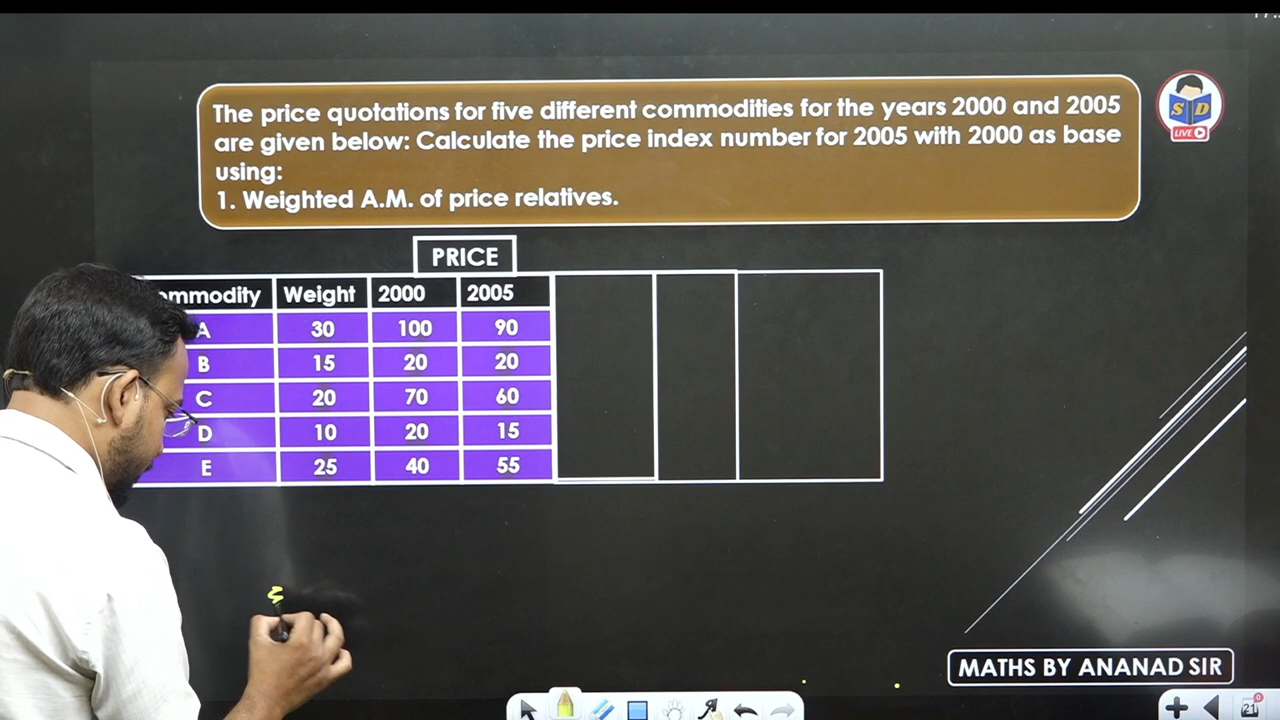 The price quotations for five different commodities for the years 2000 and 2005
are given below: Calculate the price index number for 2005 with 2000 as base
using:
1. Weighted A.M. of price relatives.
S D
LIVE
PRICE
ommodity Weight 2000 2005
A 30 100 90
B 15 20 20
C 20 70 60
D 10 20 15
E 25 40 55
MATHS BY ANANAD SIR
21
0